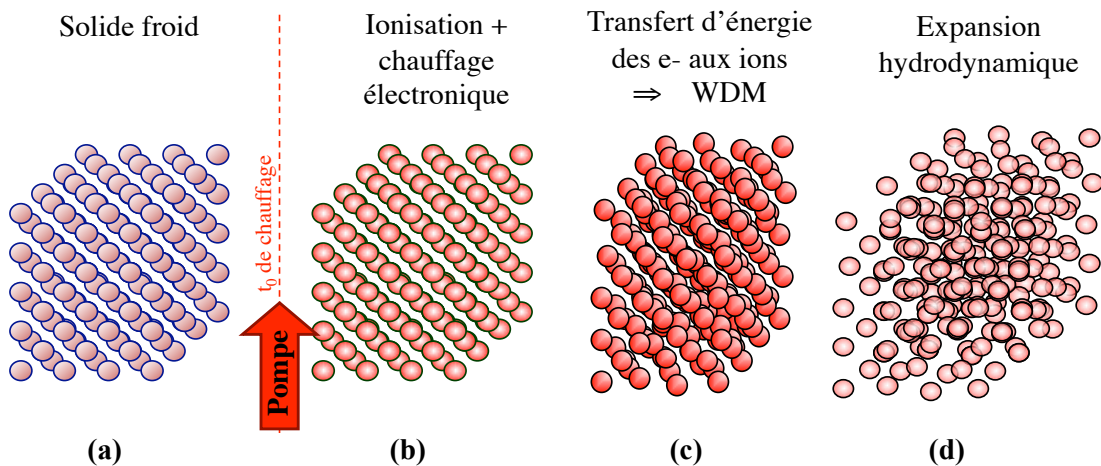 Solide froid
Ionisation +
chauffage
électronique
Transfert d'énergie
des e- aux ions
⇒ WDM
Expansion
hydrodynamique
t₀ de chauffage
Pompe
(a)
(b)
(c)
(d)